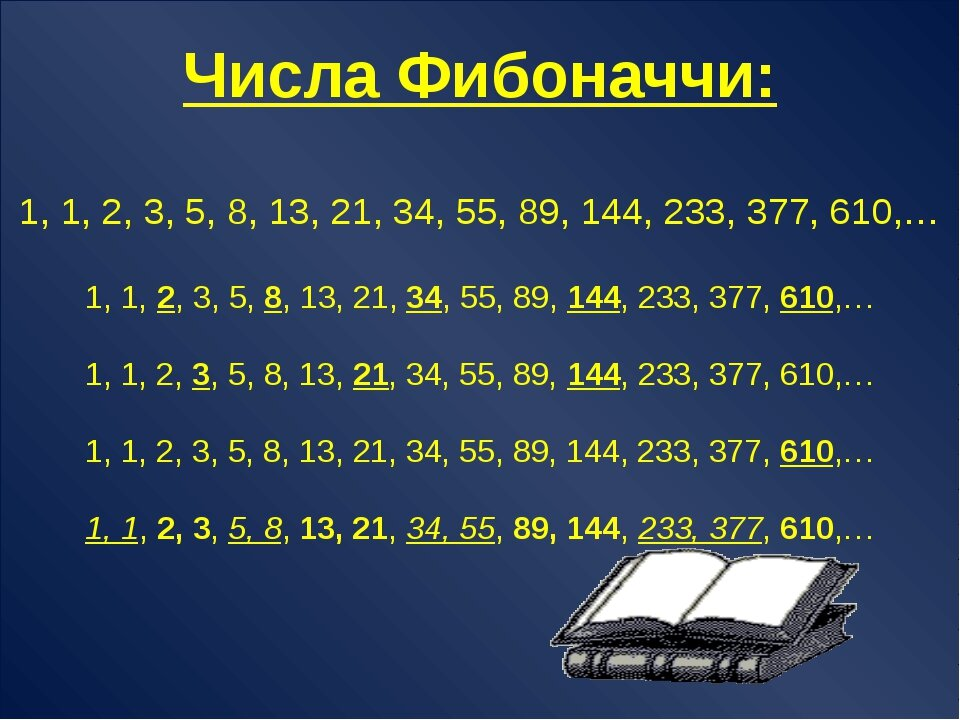 Числа Фибоначчи:
1, 1, 2, 3, 5, 8, 13, 21, 34, 55, 89, 144, 233, 377, 610,…
1, 1, 2, 3, 5, 8, 13, 21, 34, 55, 89, 144, 233, 377, 610,…
1, 1, 2, 3, 5, 8, 13, 21, 34, 55, 89, 144, 233, 377, 610,…
1, 1, 2, 3, 5, 8, 13, 21, 34, 55, 89, 144, 233, 377, 610,…
1, 1, 2, 3, 5, 8, 13, 21, 34, 55, 89, 144, 233, 377, 610,…